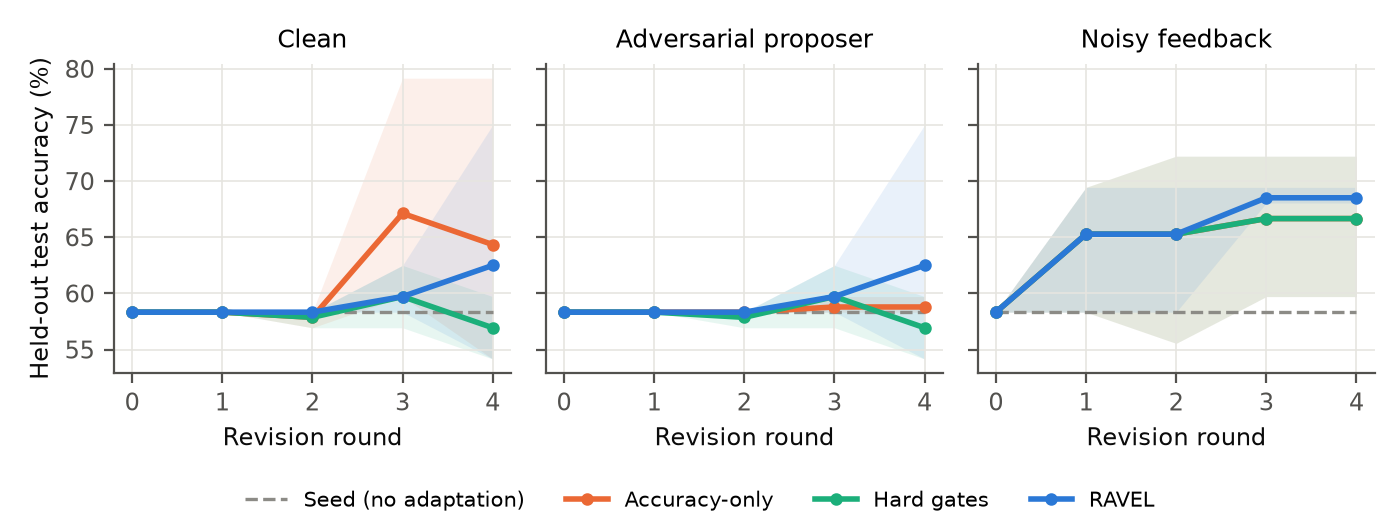 Clean
Adversarial proposer
Noisy feedback
Held-out test accuracy (%)
80
75
70
65
60
55
0 1 2 3 4
0 1 2 3 4
0 1 2 3 4
Revision round
Revision round
Revision round
Seed (no adaptation)
Accuracy-only
Hard gates
RAVEL